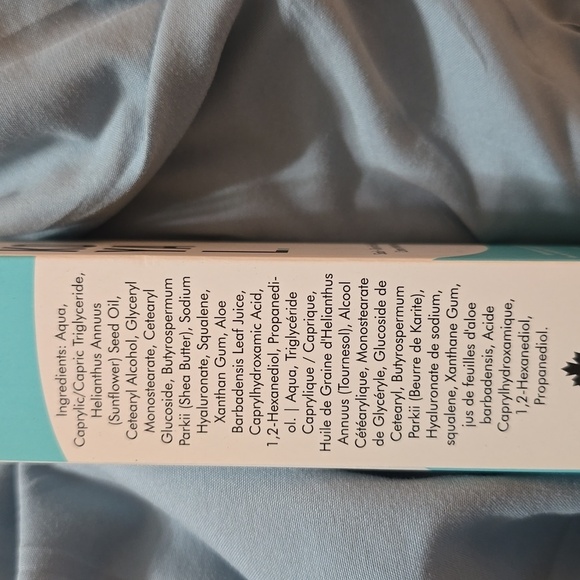 Ingredients: Aqua,
Caprylic/Capric Triglyceride,
Helianthus Annuus
(Sunflower) Seed Oil,
Cetearyl Alcohol, Glyceryl
Monostearate, Cetearyl
Glucoside, Butyrospermum
Parkii (Shea Butter), Sodium
Hyaluronate, Squalene,
Xanthan Gum, Aloe
Barbadensis Leaf Juice,
Caprylhydroxamic Acid,
1,2-Hexanediol, Propanedi-
ol. | Aqua, Triglycéride
Caprylique / Caprique,
Huile de Graine d'Helianthus
Annuus (Tournesol), Alcool
Cétéarylique, Monostearate
de Glycéryle, Glucoside de
Cetearyl, Butyrospermum
Parkii (Beurre de Karite),
Hyaluronate de sodium,
squalene, Xanthane Gum,
jus de feuilles d'aloe
barbadensis, Acide
Caprylhydroxamique,
1,2-Hexanediol,
Propanediol.